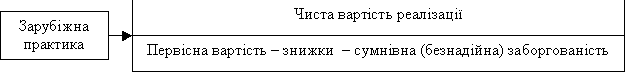 Зарубіжна
практика
Чиста вартість реалізації
Первісна вартість – знижки – сумнівна (безнадійна) заборгованість